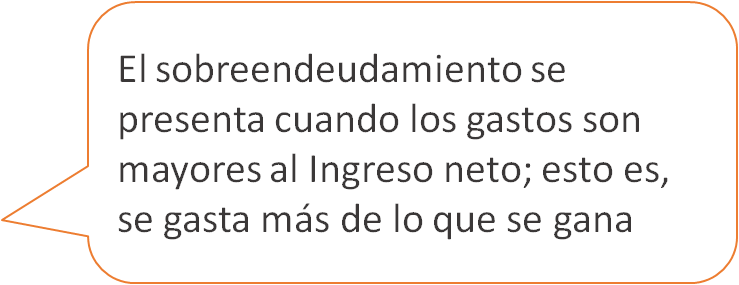 El sobreendeudamiento se
presenta cuando los gastos son
mayores al Ingreso neto; esto es,
se gasta más de lo que se gana